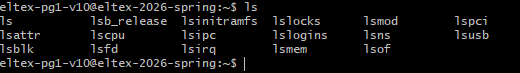 eltex-pg1-v10@eltex-2026-spring:~$ ls
ls lsb_release lsinitramfs lslocks lsmod lspci
lsattr lscpu lsipc lslogins lsns lsusb
lsblk lsfd lsirq lsmem lsof
eltex-pg1-v10@eltex-2026-spring:~$